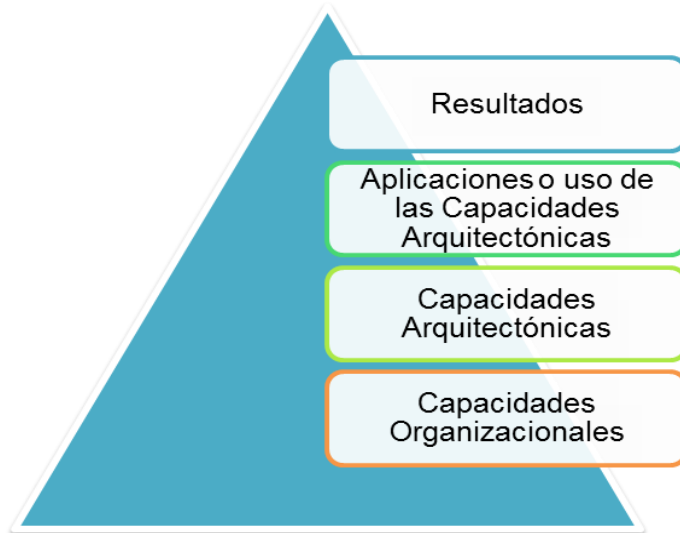 Resultados
Aplicaciones o uso de
las Capacidades
Arquitectónicas
Capacidades
Arquitectónicas
Capacidades
Organizacionales